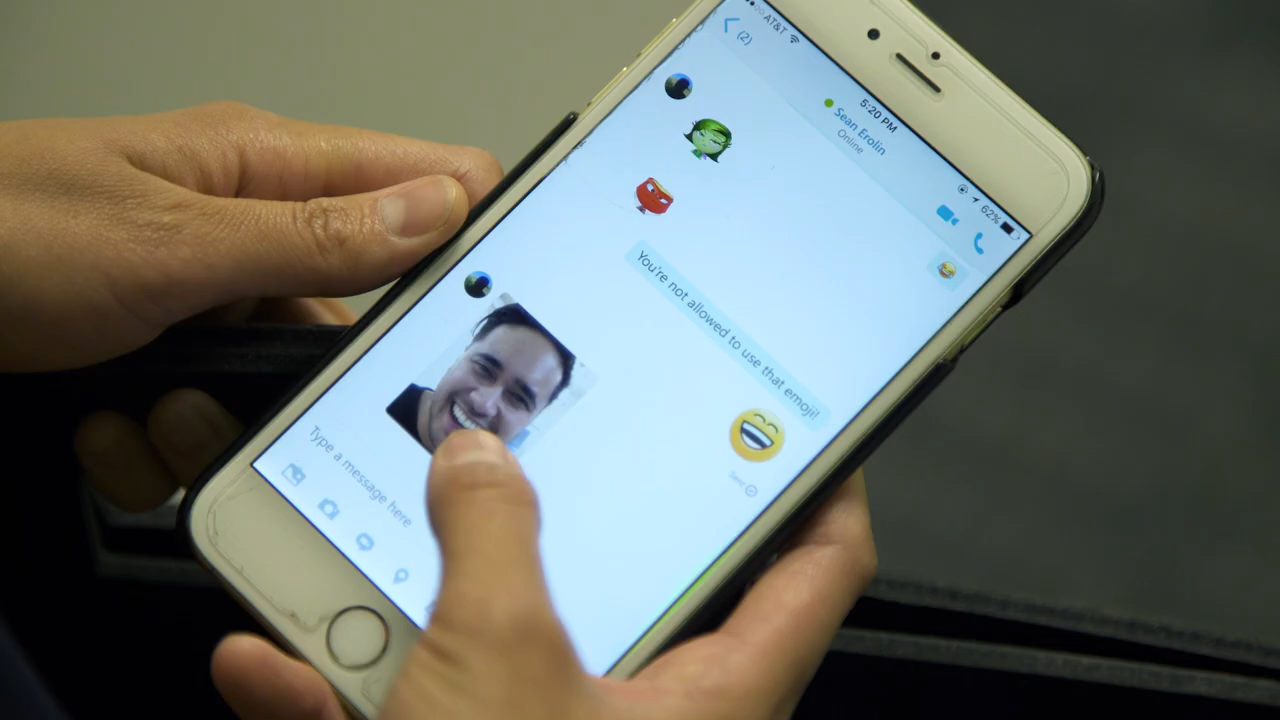 AT&T
5:20 PM
62%
(2)
Sean Erolin
Online
You're not allowed to use that emoji!
Sent
Type a message here